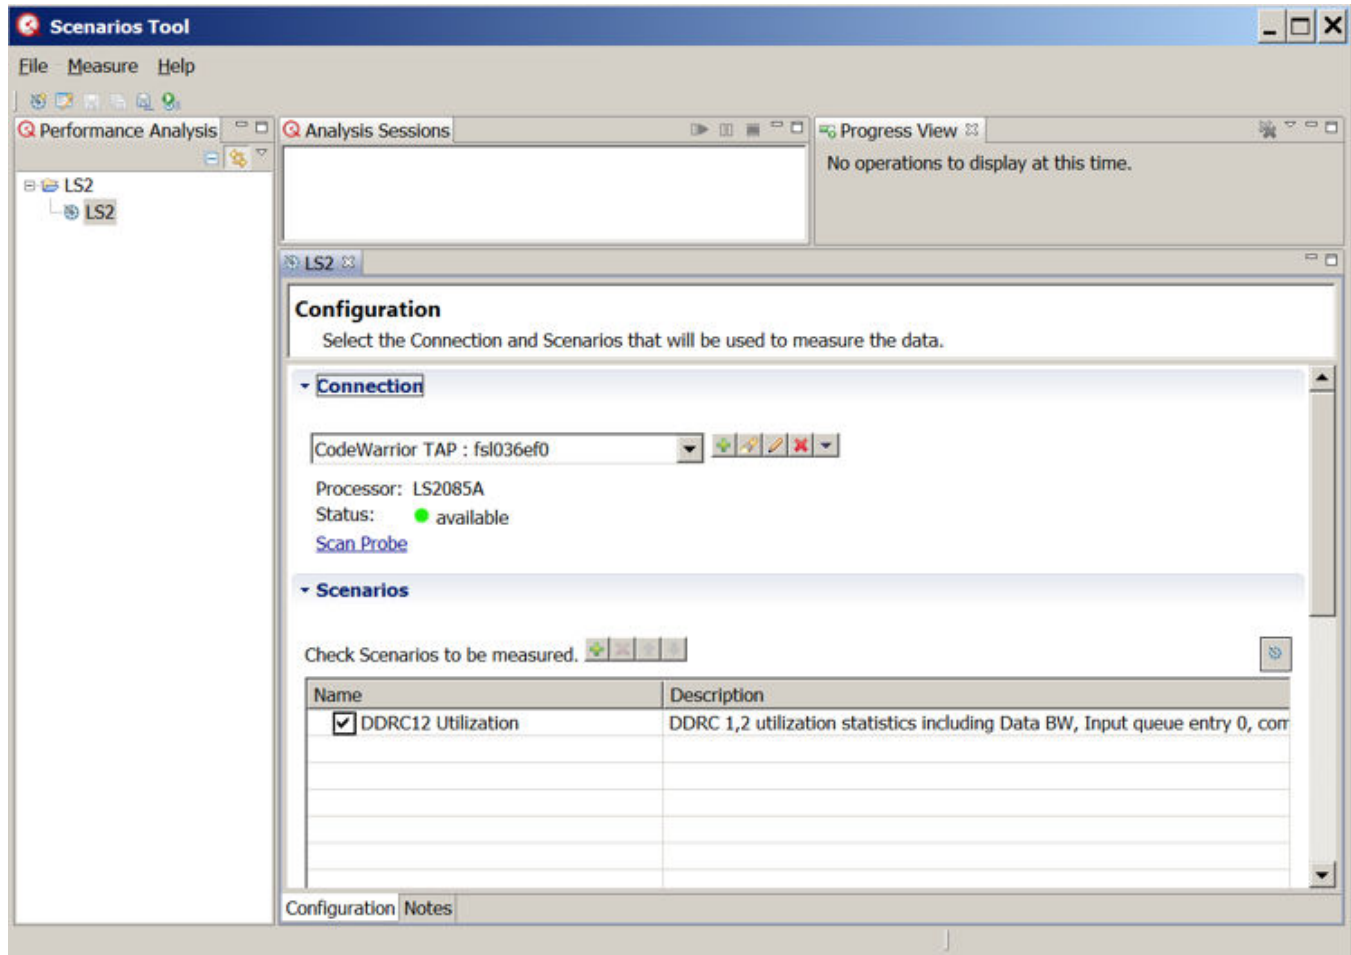 Scenarios Tool
File Measure Help
Performance Analysis
LS2
LS2
Analysis Sessions
Progress View
No operations to display at this time.
LS2
Configuration
Select the Connection and Scenarios that will be used to measure the data.
Connection
CodeWarrior TAP : fsl036ef0
Processor: LS2085A
Status: available
Scan Probe
Scenarios
Check Scenarios to be measured.
Name Description
DDRC12 Utilization DDRC 1,2 utilization statistics including Data BW, Input queue entry 0, com
Configuration Notes